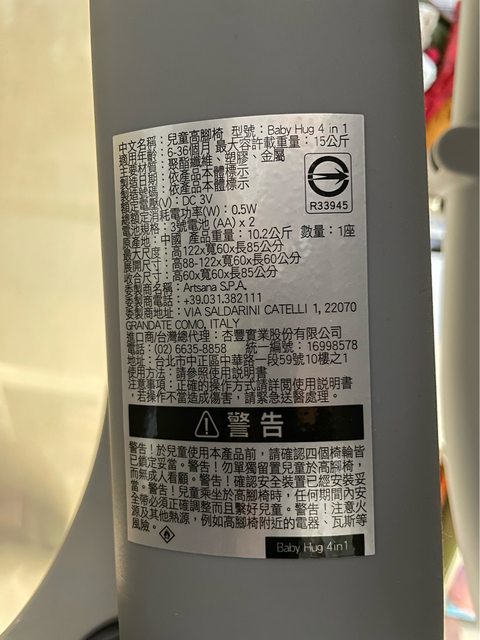 中文名稱：兒童高腳椅 型號：Baby Hug 4 in 1
適用年齡：6-36個月 最大容許載重量：15公斤
主要材質：聚酯纖維、塑膠、金屬
製造日期：依產品本體標示
製造號碼：依產品本體標示
額定電壓(V)：DC 3V
總額定消耗電功率(W)：0.5W
電池規格：3號電池 (AA) x 2
原產地：中國 產品重量：10.2公斤 數量：1座
最大尺寸：高122x寬60x長85公分
展開尺寸：高88-122x寬60x長60公分
收合尺寸：高60x寬60x長85公分
委製商名稱：Artsana S.P.A.
委製商電話：+39.031.382111
委製商地址：VIA SALDARINI CATELLI 1, 22070
GRANDATE COMO, ITALY
進口商/台灣總代理：杏豐實業股份有限公司
電話：(02) 6635-8858 統一編號：16998578
地址：台北市中正區中華路一段59號10樓之1
使用方法：請參照使用說明書
注意事項：正確的操作方式請詳閱使用說明書
，若操作不當造成傷害，請緊急送醫處理。
R33945
警告
警告！於兒童使用本產品前，請確認四個椅輪皆
已鎖定妥當。警告！勿單獨留置兒童於高腳椅，
而無成人看顧。警告！確認安全裝置已經安裝妥
當。警告！兒童乘坐於高腳椅時，任何期間內安
全帶必須正確調整而且繫好兒童。警告！注意火
源及其他熱源，例如高腳椅附近的電器、瓦斯等
風險。
Baby Hug 4in1